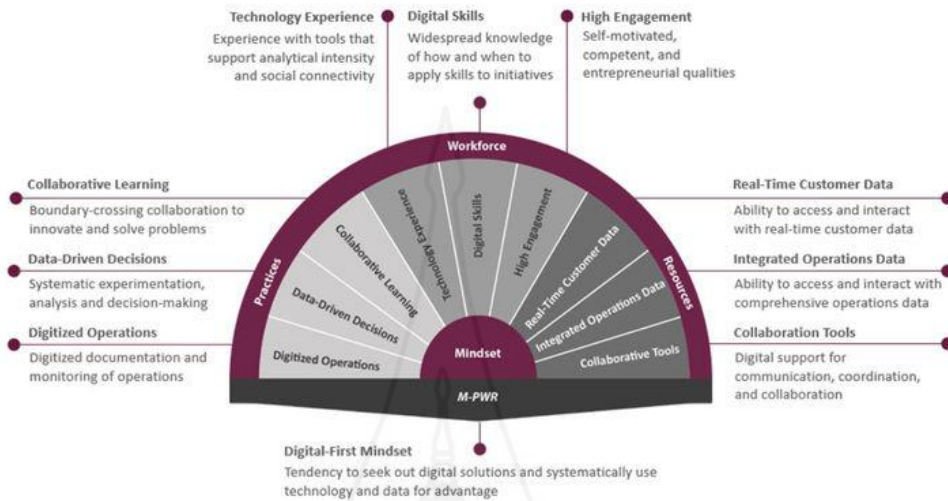 Technology Experience
Experience with tools that
support analytical intensity
and social connectivity
Digital Skills
Widespread knowledge
of how and when to
apply skills to initiatives
High Engagement
Self-motivated,
competent, and
entrepreneurial qualities
Collaborative Learning
Boundary-crossing collaboration to
innovate and solve problems
Data-Driven Decisions
Systematic experimentation,
analysis and decision-making
Digitized Operations
Digitized documentation and
monitoring of operations
Workforce
Practices
Resources
Digitized Operations
Data-Driven Decisions
Collaborative Learning
Technology Experience
Digital Skills
High Engagement
Real-Time Customer Data
Integrated Operations Data
Collaborative Tools
Mindset
M-PWR
Real-Time Customer Data
Ability to access and interact
with real-time customer data
Integrated Operations Data
Ability to access and interact with
comprehensive operations data
Collaboration Tools
Digital support for
communication, coordination,
and collaboration
Digital-First Mindset
Tendency to seek out digital solutions and systematically use
technology and data for advantage